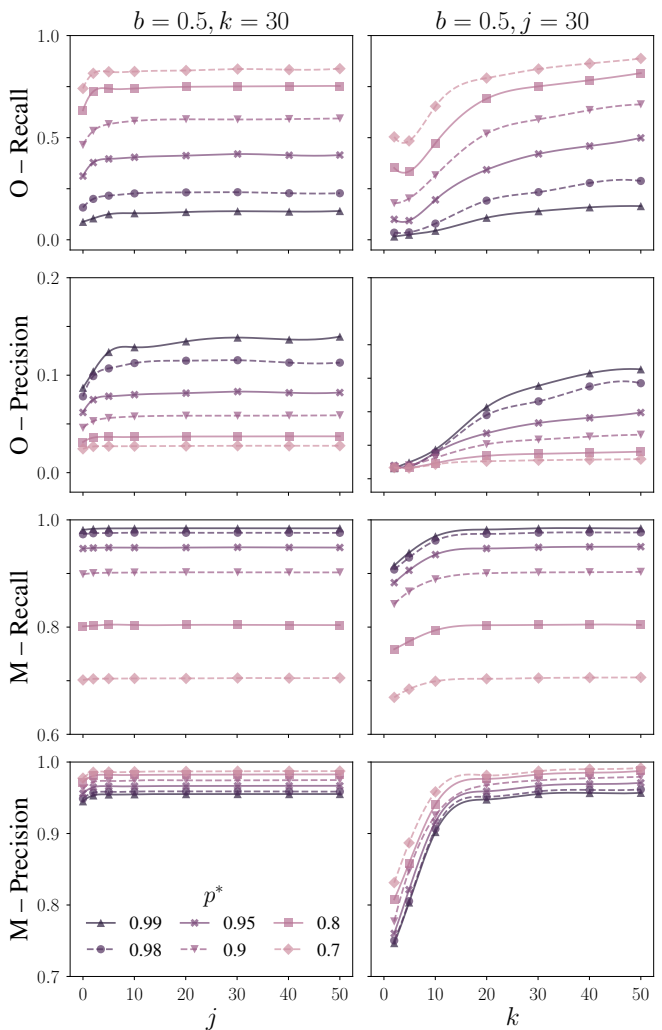 b = 0.5, k = 30
b = 0.5, j = 30
O − Recall
1.0
0.5
0.0
O − Precision
0.2
0.1
0.0
M − Recall
1.0
0.8
0.6
M − Precision
1.0
0.9
0.8
0.7
p*
0.99 0.95 0.8
0.98 0.9 0.7
0 10 20 30 40 50
0 10 20 30 40 50
j
k